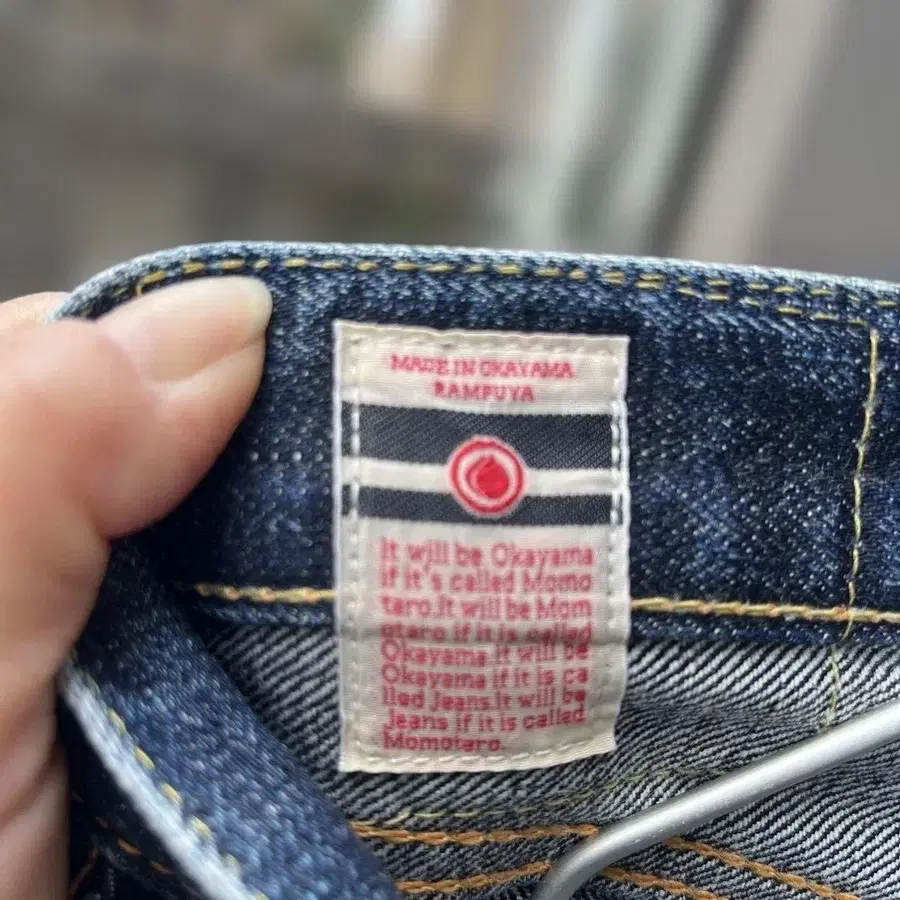 MADE IN OKAYAMA
RAMPUYA
It will be Okayama
if it's called Momo
taro.It will be Mom
otaro if it is called
Okayama.It will be
Okayama if it is ca
lled Jeans.It will be
Jeans if it is called
Momotaro.